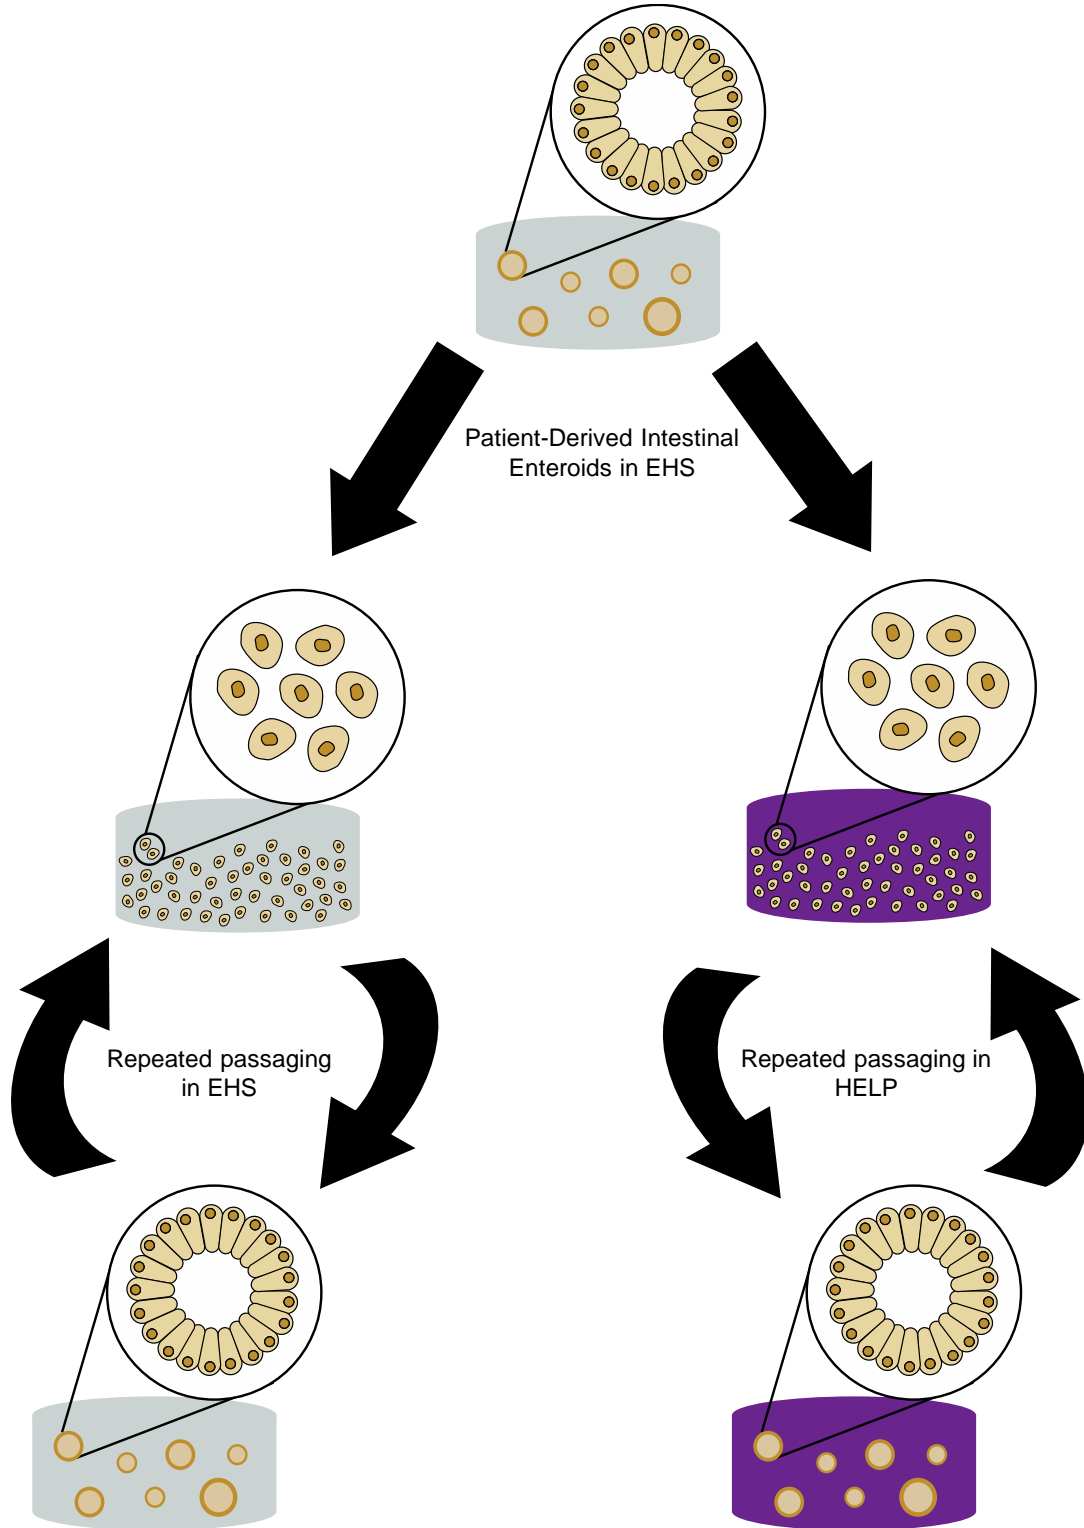 Patient-Derived Intestinal
Enteroids in EHS
Repeated passaging
in EHS
Repeated passaging in
HELP